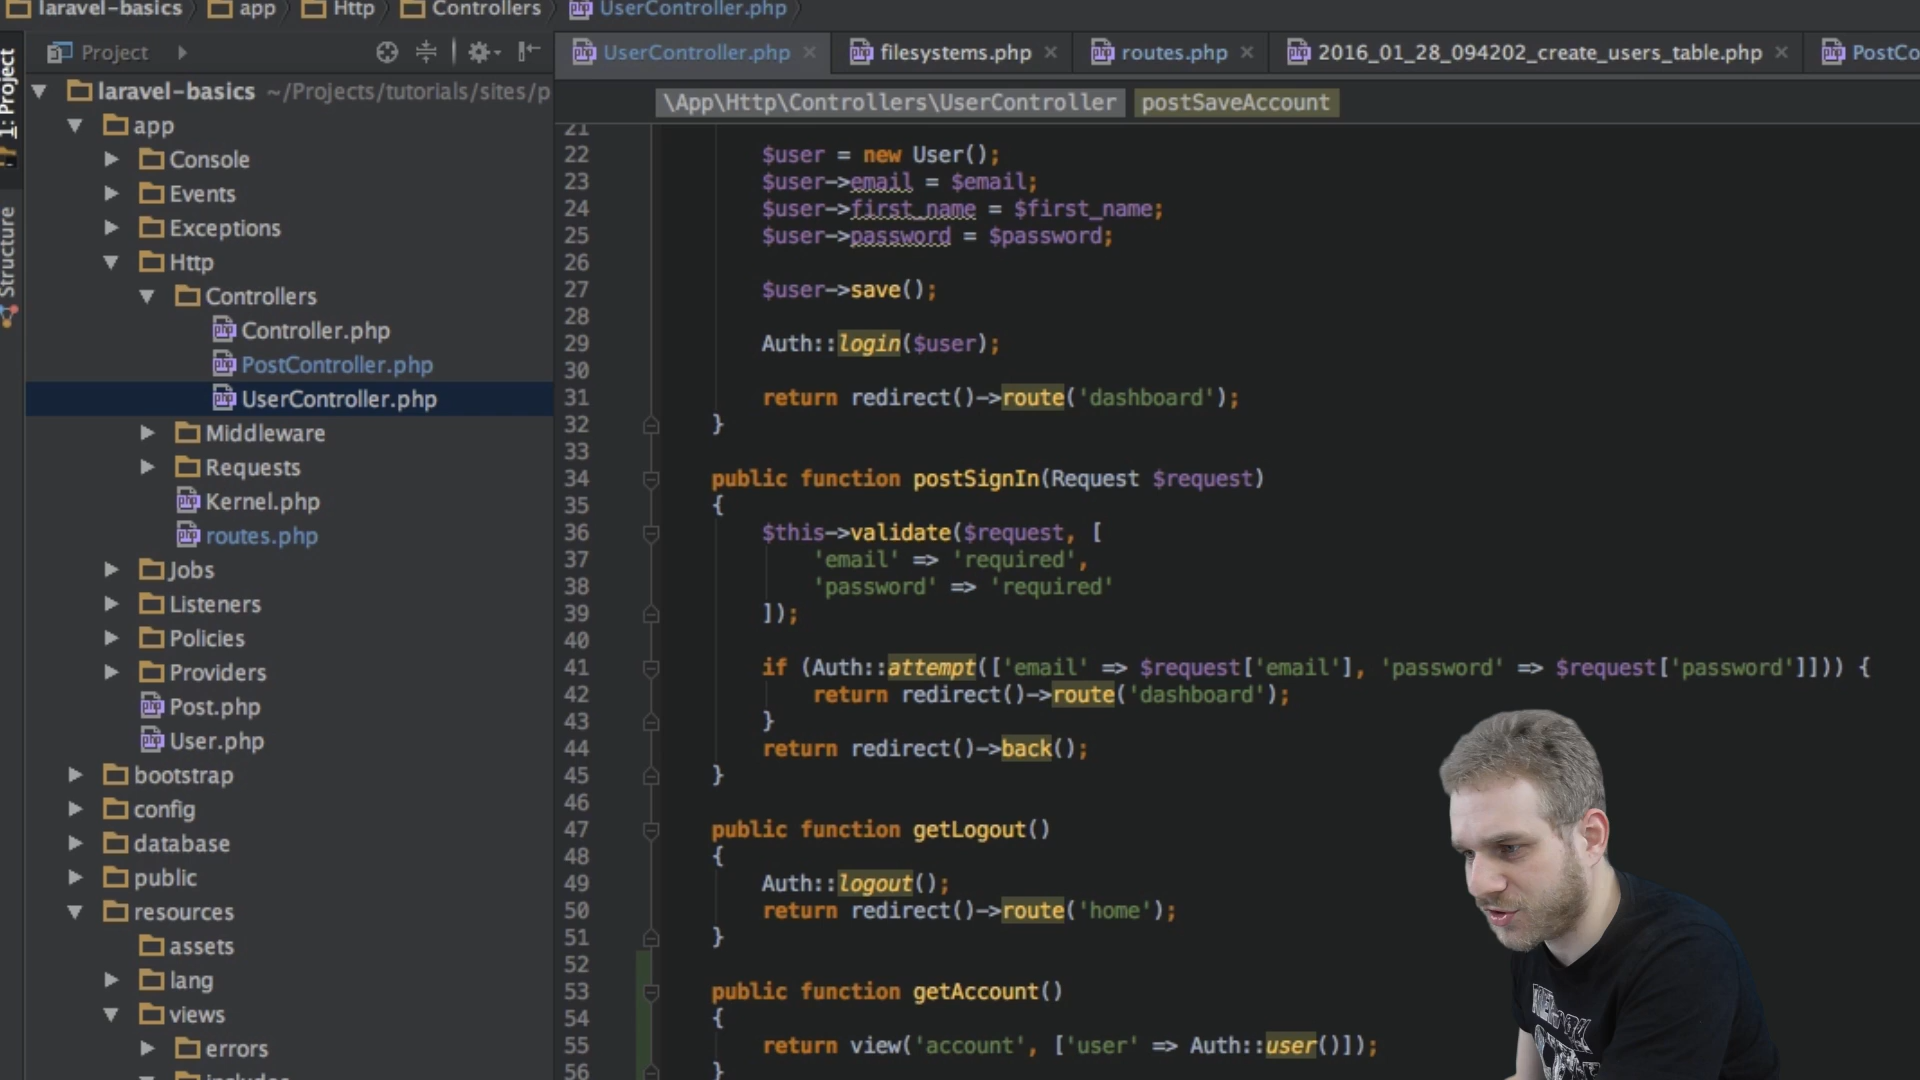 laravel-basics app Http Controllers UserController.php
Project
UserController.php filesystems.php routes.php 2016_01_28_094202_create_users_table.php PostCo
1: Project
Structure
laravel-basics ~/Projects/tutorials/sites/p
app
Console
Events
Exceptions
Http
Controllers
Controller.php
PostController.php
UserController.php
Middleware
Requests
Kernel.php
routes.php
Jobs
Listeners
Policies
Providers
Post.php
User.php
bootstrap
config
database
public
resources
assets
lang
views
errors
\App\Http\Controllers\UserController postSaveAccount
21
22 $user = new User();
23 $user->email = $email;
24 $user->first_name = $first_name;
25 $user->password = $password;
26
27 $user->save();
28
29 Auth::login($user);
30
31 return redirect()->route('dashboard');
32 }
33
34 public function postSignIn(Request $request)
35 {
36 $this->validate($request, [
37 'email' => 'required',
38 'password' => 'required'
39 ]);
40
41 if (Auth::attempt(['email' => $request['email'], 'password' => $request['password']])) {
42 return redirect()->route('dashboard');
43 }
44 return redirect()->back();
45 }
46
47 public function getLogout()
48 {
49 Auth::logout();
50 return redirect()->route('home');
51 }
52
53 public function getAccount()
54 {
55 return view('account', ['user' => Auth::user()]);
56 }